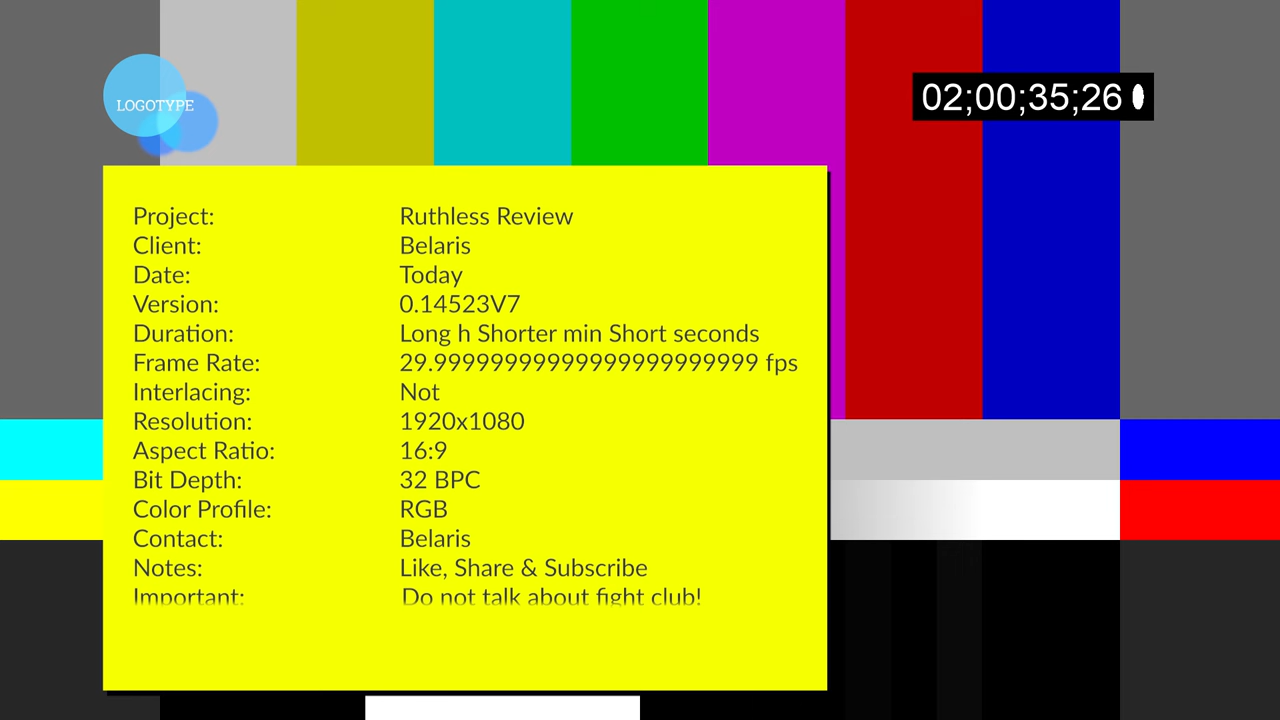 LOGOTYPE
02;00;35;26
Project: Ruthless Review
Client: Belaris
Date: Today
Version: 0.14523V7
Duration: Long h Shorter min Short seconds
Frame Rate: 29.99999999999999999999999 fps
Interlacing: Not
Resolution: 1920x1080
Aspect Ratio: 16:9
Bit Depth: 32 BPC
Color Profile: RGB
Contact: Belaris
Notes: Like, Share & Subscribe
Important: Do not talk about fight club!